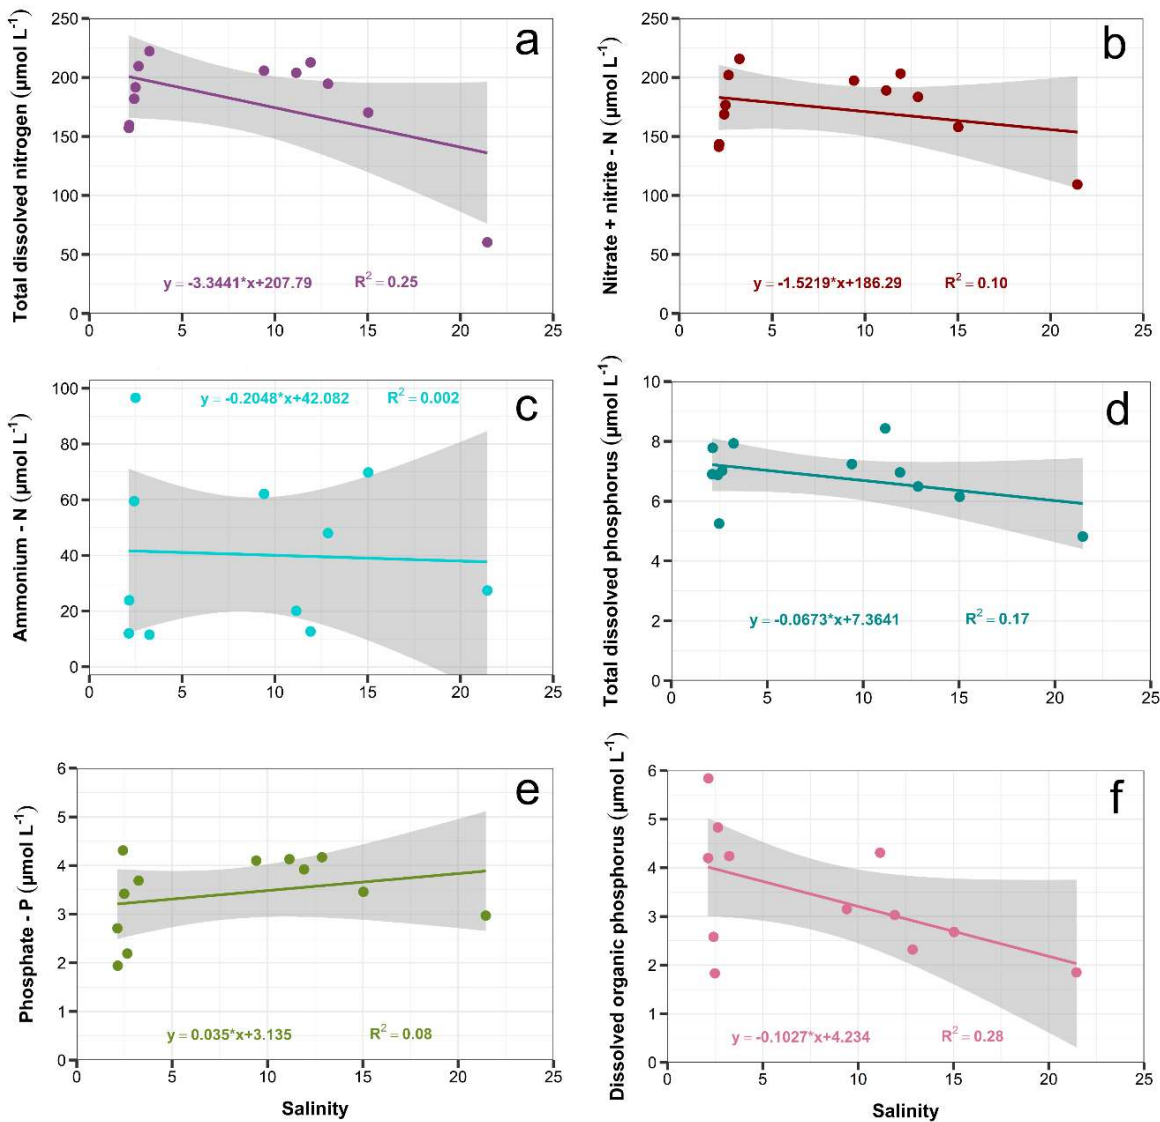 a
Total dissolved nitrogen (µmol L⁻¹)
250
200
150
100
50
0
y = -3.3441*x+207.79 R² = 0.25
0 5 10 15 20 25
b
Nitrate + nitrite - N (µmol L⁻¹)
250
200
150
100
50
0
y = -1.5219*x+186.29 R² = 0.10
0 5 10 15 20 25
c
Ammonium - N (µmol L⁻¹)
y = -0.2048*x+42.082 R² = 0.002
100
80
60
40
20
0
0 5 10 15 20 25
d
Total dissolved phosphorus (µmol L⁻¹)
10
8
6
4
2
0
y = -0.0673*x+7.3641 R² = 0.17
0 5 10 15 20 25
e
Phosphate - P (µmol L⁻¹)
6
5
4
3
2
1
0
y = 0.035*x+3.135 R² = 0.08
0 5 10 15 20 25
Salinity
f
Dissolved organic phosphorus (µmol L⁻¹)
6
5
4
3
2
1
0
y = -0.1027*x+4.234 R² = 0.28
0 5 10 15 20 25
Salinity